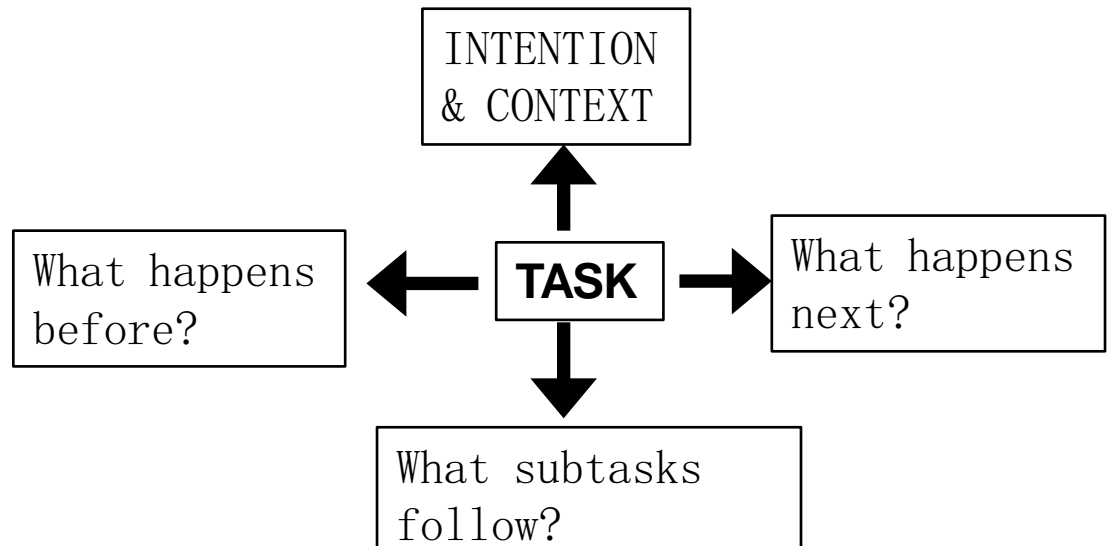 INTENTION
& CONTEXT
What happens
before?
TASK
What happens
next?
What subtasks
follow?